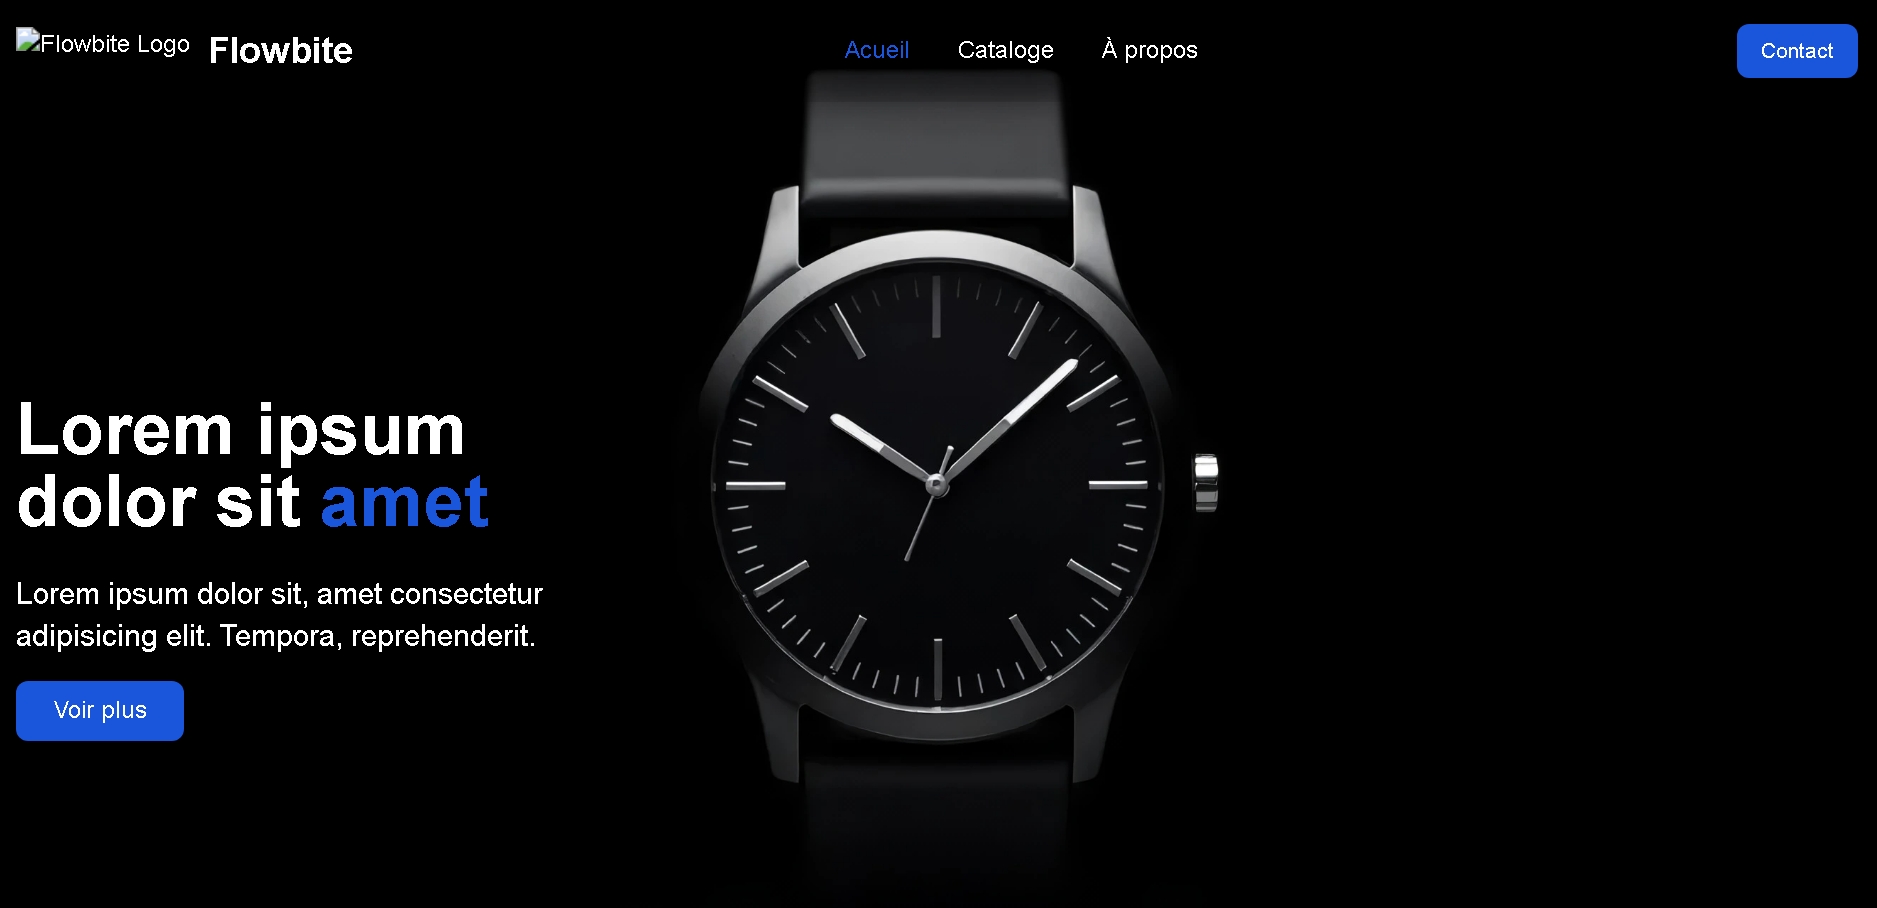 Flowbite Logo
Flowbite
Acueil
Cataloge
À propos
Contact
Lorem ipsum
dolor sit amet
Lorem ipsum dolor sit, amet consectetur
adipisicing elit. Tempora, reprehenderit.
Voir plus